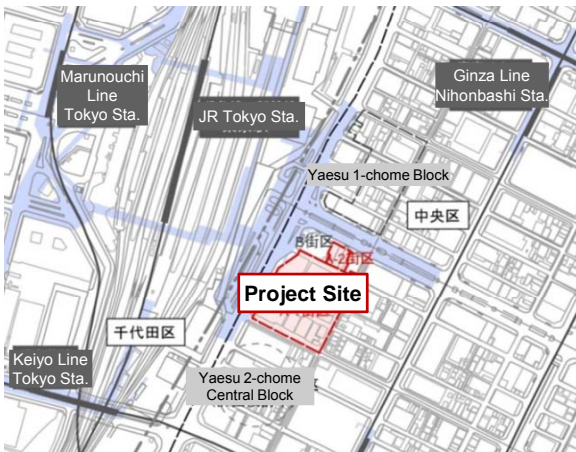 Marunouchi
Line
Tokyo Sta.
JR Tokyo Sta.
Ginza Line
Nihonbashi Sta.
Yaesu 1-chome Block
中央区
B街区
A-2街区
Project Site
千代田区
Keiyo Line
Tokyo Sta.
Yaesu 2-chome
Central Block